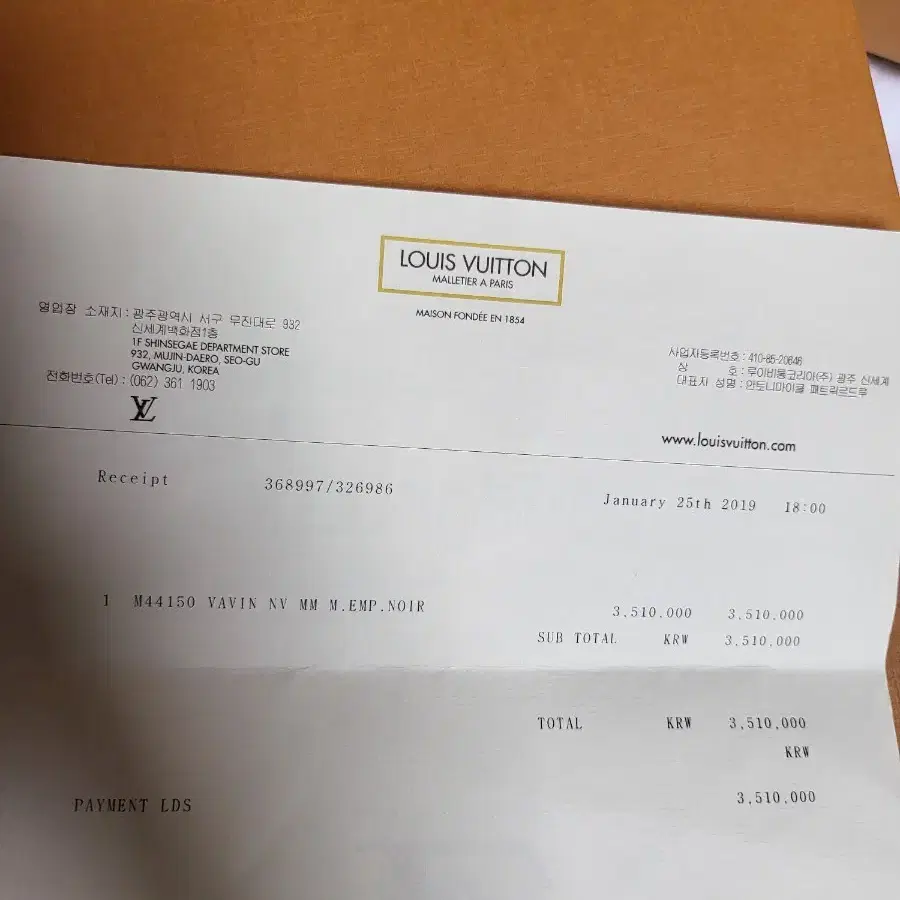 LOUIS VUITTON
MALLETIER A PARIS
MAISON FONDÉE EN 1854
영업장 소재지 : 광주광역시 서구 무진대로 932
신세계백화점1층
1F SHINSEGAE DEPARTMENT STORE
932, MUJIN-DAERO, SEO-GU
GWANGJU, KOREA
전화번호(Tel) : (062) 361 1903
사업자등록번호 : 410-85-20646
상 호 : 루이비통코리아(주) 광주 신세계
대표자 성명 : 안토니마이클 패트릭르드루
LV
www.louisvuitton.com
Receipt 368997/326986 January 25th 2019 18:00
1 M44150 VAVIN NV MM M.EMP.NOIR 3,510,000 3,510,000
SUB TOTAL KRW 3,510,000
TOTAL KRW 3,510,000
KRW
PAYMENT LDS 3,510,000